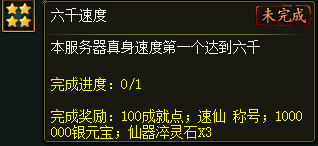 六千速度 未完成
本服务器真身速度第一个达到六千
完成进度：0/1
完成奖励：100成就点；速仙 称号；1000
000银元宝；仙器淬灵石X3